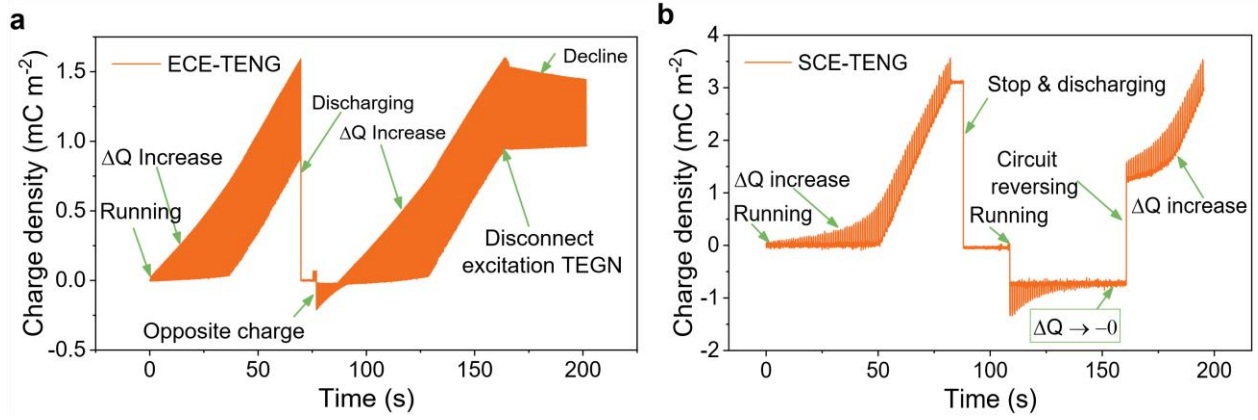 a
Charge density (mC m⁻²)
1.5
1.0
0.5
0.0
-0.5
ECE-TENG
Decline
Discharging
ΔQ Increase
ΔQ Increase
Running
Disconnect
excitation TEGN
Opposite charge
0
50
100
150
200
Time (s)
b
Charge density (mC m⁻²)
4
3
2
1
0
-1
-2
SCE-TENG
Stop & discharging
ΔQ increase
Running
Circuit
reversing
Running
ΔQ increase
ΔQ → −0
0
50
100
150
200
Time (s)